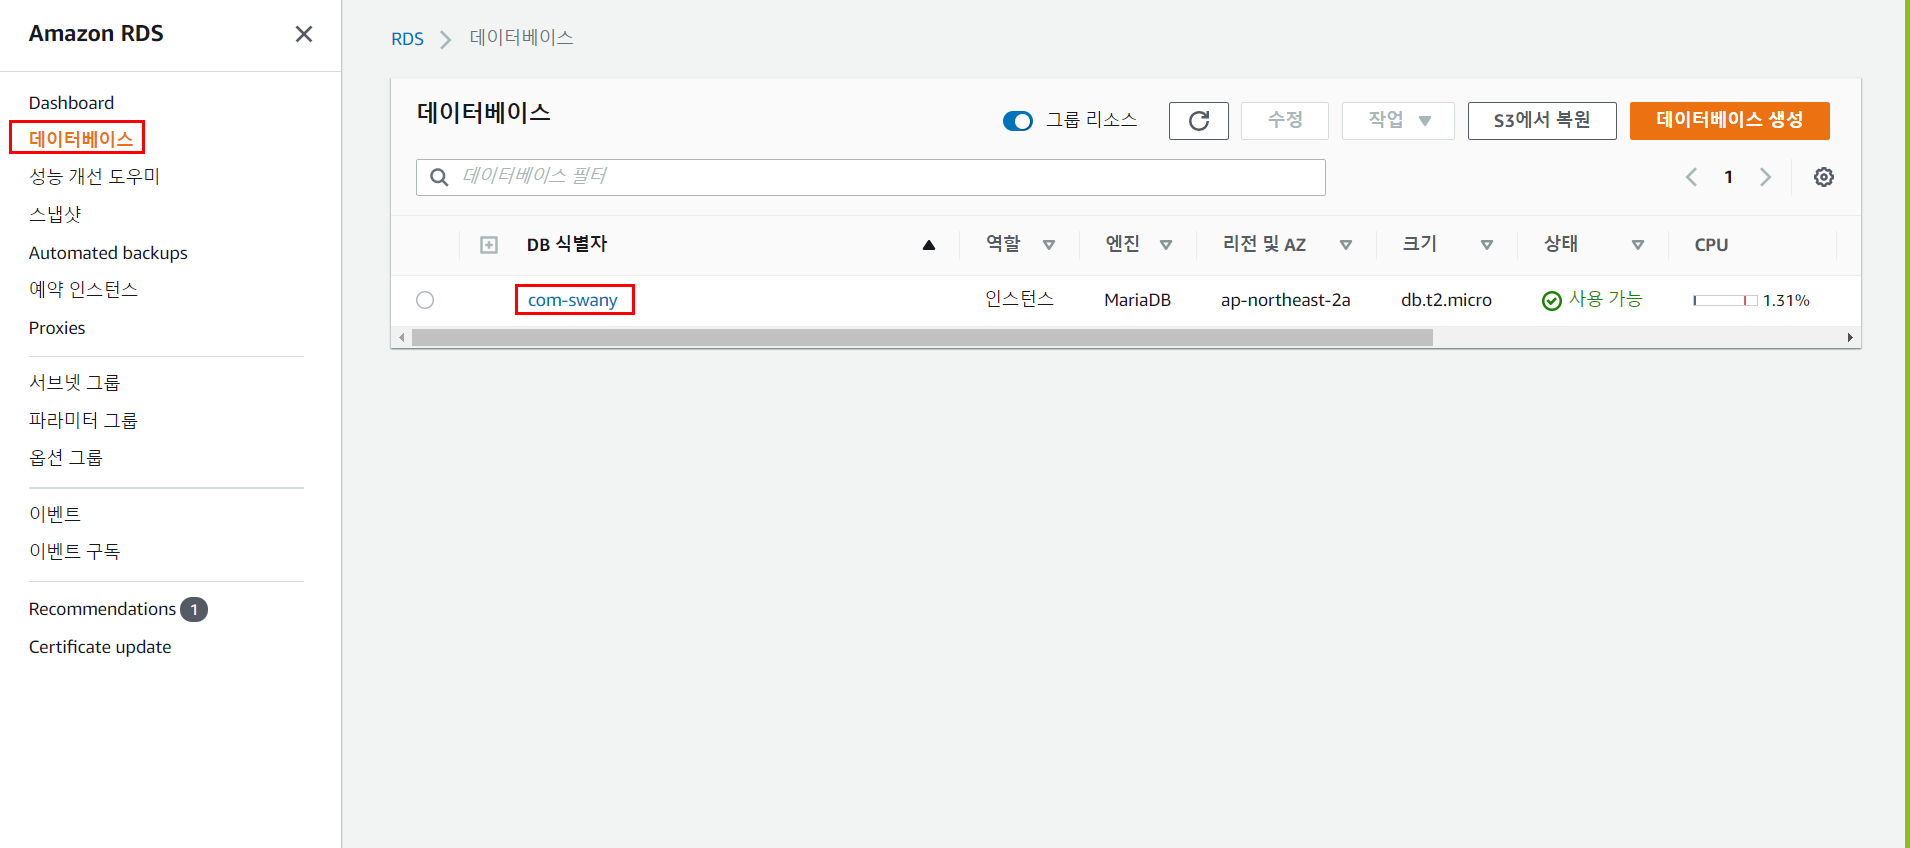 Amazon RDS
Dashboard
데이터베이스
성능 개선 도우미
스냅샷
Automated backups
예약 인스턴스
Proxies
서브넷 그룹
파라미터 그룹
옵션 그룹
이벤트
이벤트 구독
Recommendations 1
Certificate update
RDS > 데이터베이스
데이터베이스
그룹 리소스 수정 작업 S3에서 복원 데이터베이스 생성
데이터베이스 필터 1
DB 식별자 역할 엔진 리전 및 AZ 크기 상태 CPU
com-swany 인스턴스 MariaDB ap-northeast-2a db.t2.micro 사용 가능 1.31%